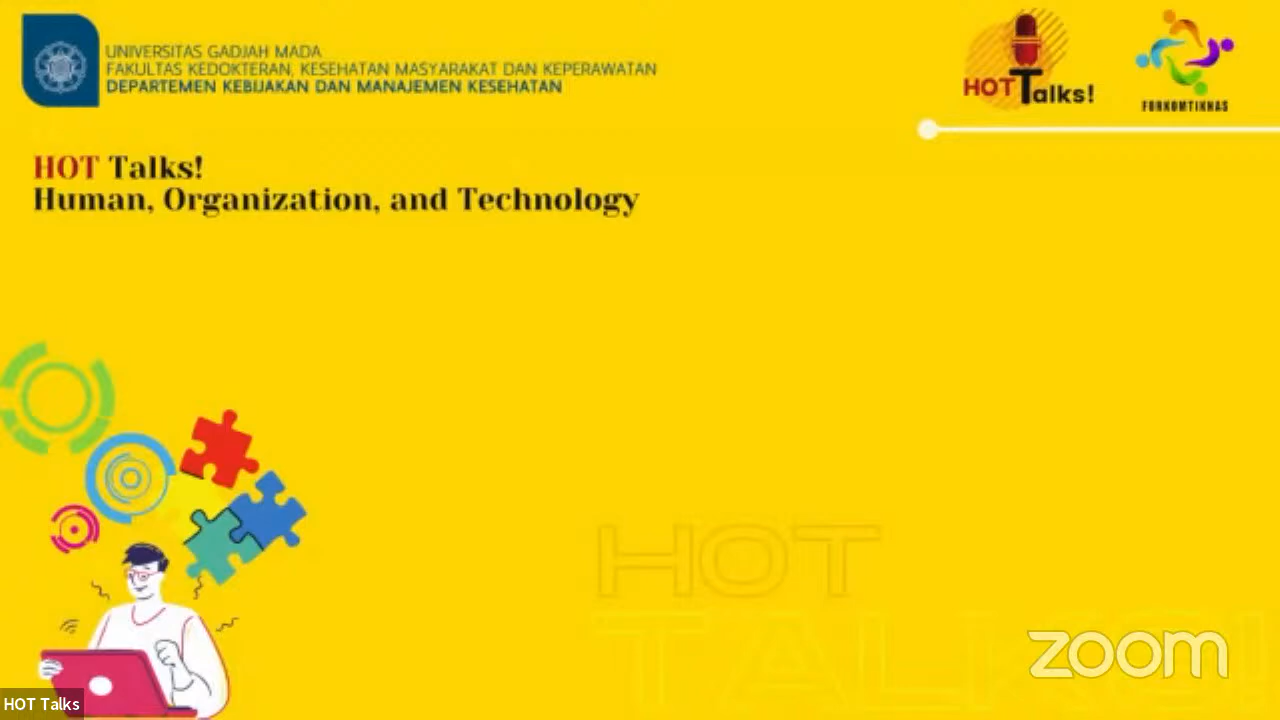 UNIVERSITAS GADJAH MADA
FAKULTAS KEDOKTERAN, KESEHATAN MASYARAKAT DAN KEPERAWATAN
DEPARTEMEN KEBIJAKAN DAN MANAJEMEN KESEHATAN
HOT Talks!
FORKOMTIKNAS
HOT Talks!
Human, Organization, and Technology
HOT
TALKS!
zoom
HOT Talks